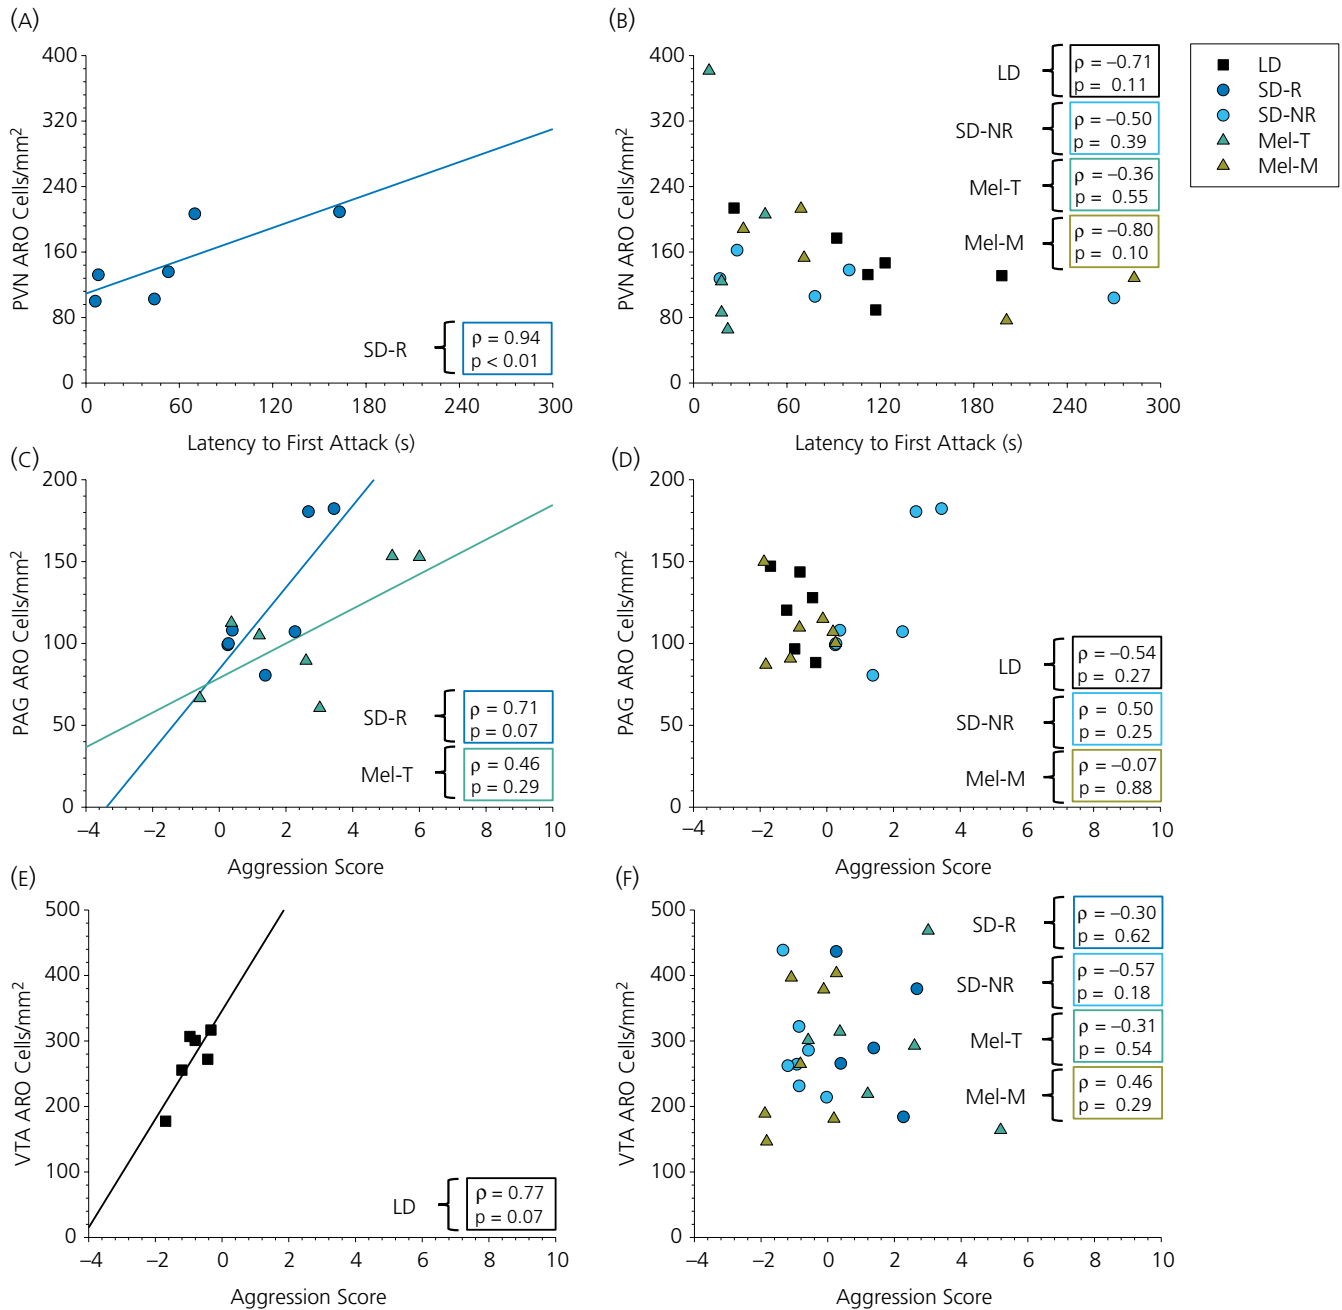 (A)
400
320
240
160
80
0
PVN ARO Cells/mm²
0 60 120 180 240 300
Latency to First Attack (s)
SD-R
ρ = 0.94
p < 0.01
(B)
400
320
240
160
80
0
PVN ARO Cells/mm²
0 60 120 180 240 300
Latency to First Attack (s)
LD
ρ = –0.71
p = 0.11
SD-NR
ρ = –0.50
p = 0.39
Mel-T
ρ = –0.36
p = 0.55
Mel-M
ρ = –0.80
p = 0.10
LD
SD-R
SD-NR
Mel-T
Mel-M
(C)
200
150
100
50
0
PAG ARO Cells/mm²
–4 –2 0 2 4 6 8 10
Aggression Score
SD-R
ρ = 0.71
p = 0.07
Mel-T
ρ = 0.46
p = 0.29
(D)
200
150
100
50
0
PAG ARO Cells/mm²
–4 –2 0 2 4 6 8 10
Aggression Score
LD
ρ = –0.54
p = 0.27
SD-NR
ρ = 0.50
p = 0.25
Mel-M
ρ = –0.07
p = 0.88
(E)
500
400
300
200
100
0
VTA ARO Cells/mm²
–4 –2 0 2 4 6 8 10
Aggression Score
LD
ρ = 0.77
p = 0.07
(F)
500
400
300
200
100
0
VTA ARO Cells/mm²
–4 –2 0 2 4 6 8 10
Aggression Score
SD-R
ρ = –0.30
p = 0.62
SD-NR
ρ = –0.57
p = 0.18
Mel-T
ρ = –0.31
p = 0.54
Mel-M
ρ = 0.46
p = 0.29